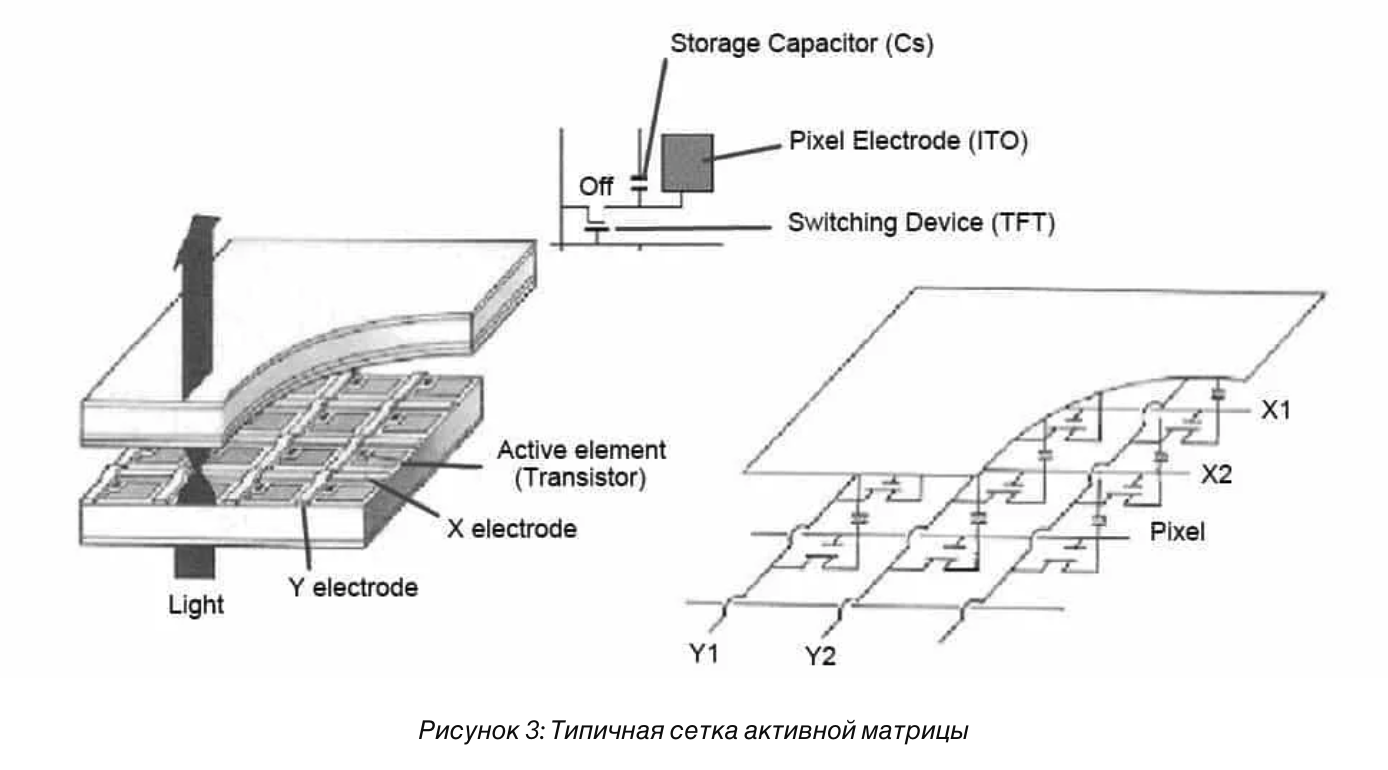 Storage Capacitor (Cs)
Pixel Electrode (ITO)
Off
Switching Device (TFT)
Active element
(Transistor)
X electrode
Y electrode
Light
X1
X2
Pixel
Y1
Y2
Рисунок 3: Типичная сетка активной матрицы